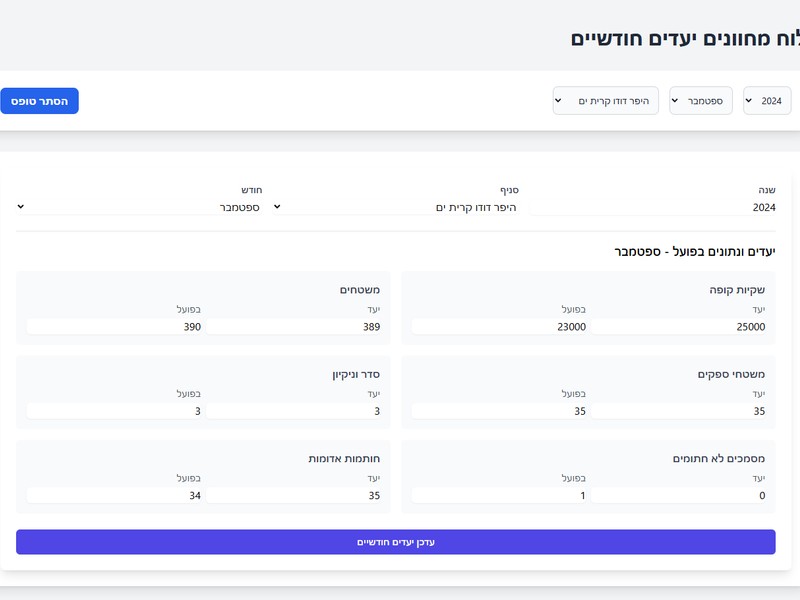 לוח מחוונים יעדים חודשיים
2024 ספטמבר היפר דודו קרית ים הסתר טופס
שנה סניף חודש
2024 היפר דודו קרית ים ספטמבר
יעדים ונתונים בפועל - ספטמבר
שקיות קופה משטחים
יעד בפועל יעד בפועל
25000 23000 389 390
משטחי ספקים סדר וניקיון
יעד בפועל יעד בפועל
35 35 3 3
מסמכים לא חתומים חותמות אדומות
יעד בפועל יעד בפועל
0 1 35 34
עדכן יעדים חודשיים